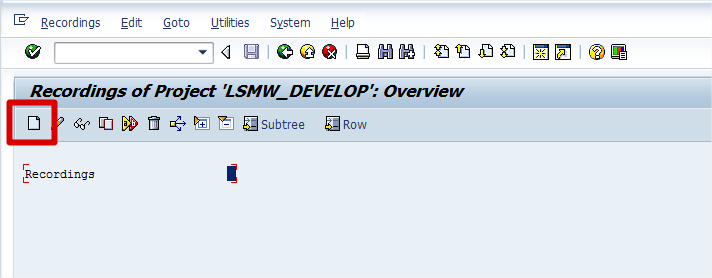 Recordings Edit Goto Utilities System Help
Recordings of Project 'LSMW_DEVELOP': Overview
Subtree Row
Recordings